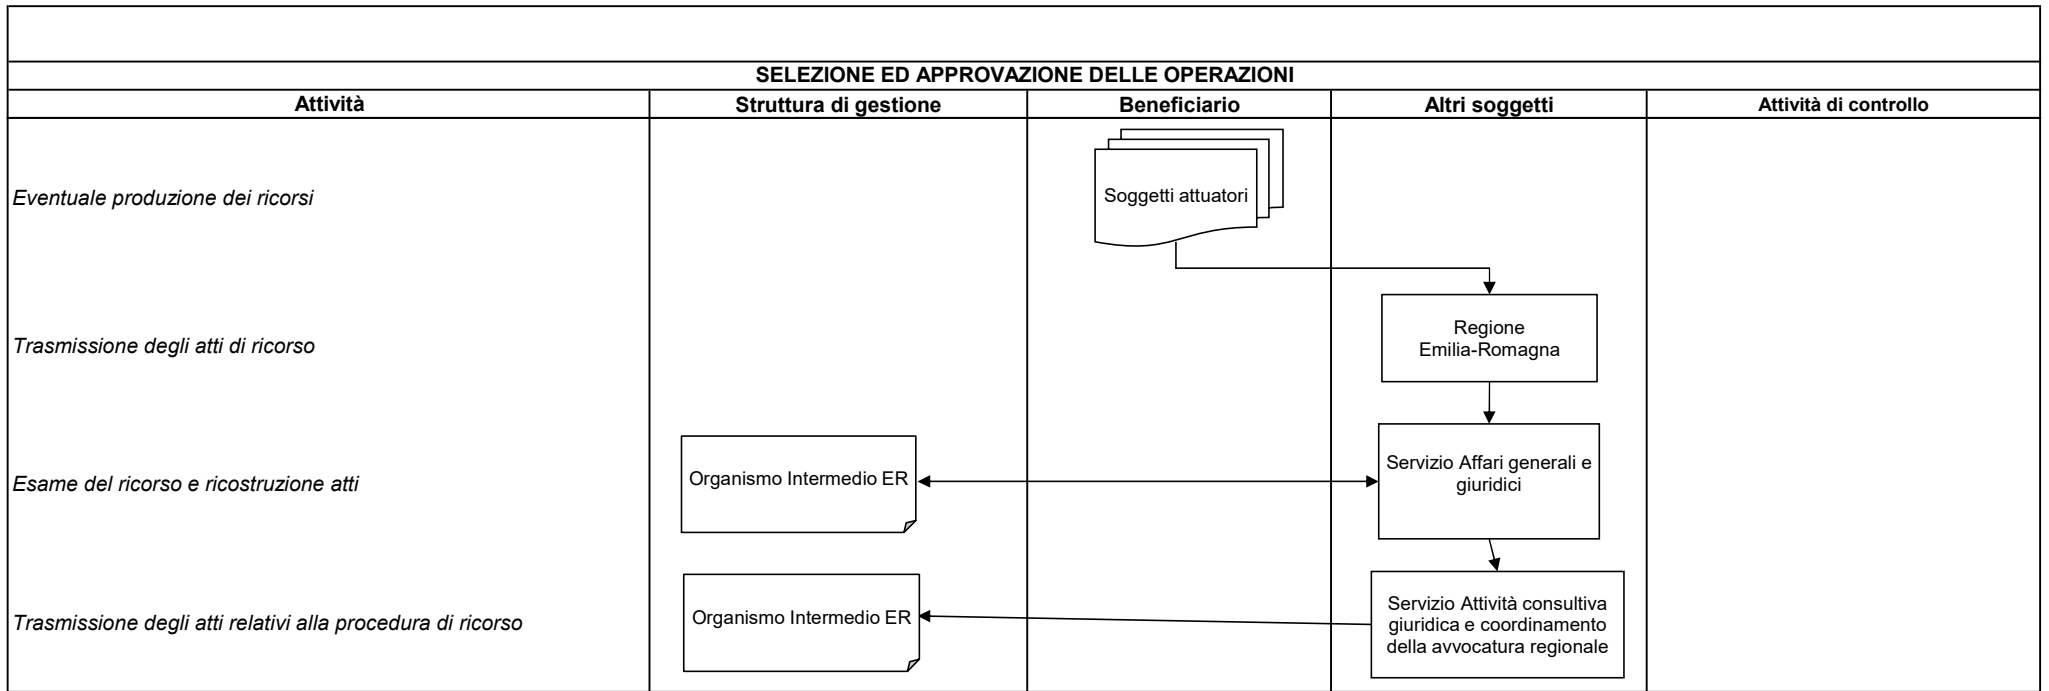 SELEZIONE ED APPROVAZIONE DELLE OPERAZIONI
Attività
Struttura di gestione
Beneficiario
Altri soggetti
Attività di controllo
Eventuale produzione dei ricorsi
Soggetti attuatori
Trasmissione degli atti di ricorso
Regione
Emilia-Romagna
Esame del ricorso e ricostruzione atti
Organismo Intermedio ER
Servizio Affari generali e
giuridici
Trasmissione degli atti relativi alla procedura di ricorso
Organismo Intermedio ER
Servizio Attività consultiva
giuridica e coordinamento
della avvocatura regionale